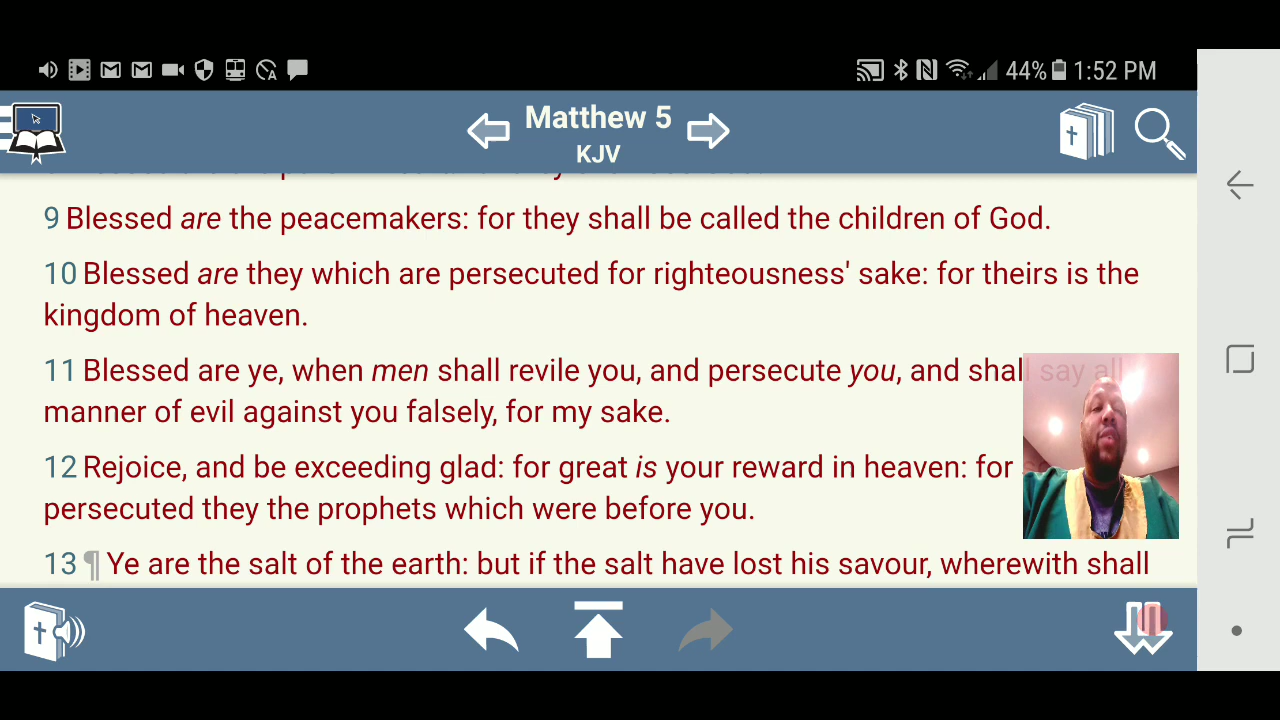 44% 1:52 PM
Matthew 5
KJV
9 Blessed are the peacemakers: for they shall be called the children of God.
10 Blessed are they which are persecuted for righteousness' sake: for theirs is the
kingdom of heaven.
11 Blessed are ye, when men shall revile you, and persecute you, and shall say all
manner of evil against you falsely, for my sake.
12 Rejoice, and be exceeding glad: for great is your reward in heaven: for
persecuted they the prophets which were before you.
13 ¶ Ye are the salt of the earth: but if the salt have lost his savour, wherewith shall